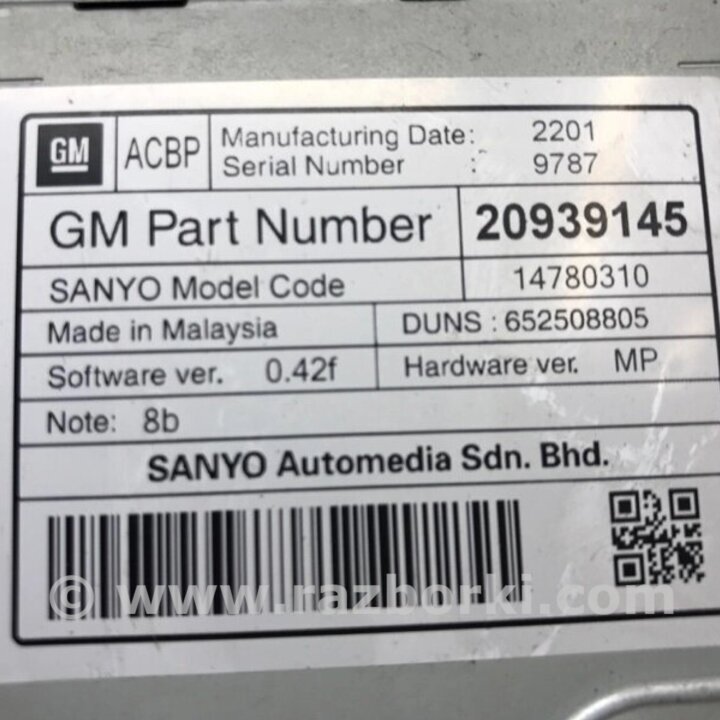 GM ACBP Manufacturing Date: 2201
Serial Number : 9787
GM Part Number 20939145
SANYO Model Code 14780310
Made in Malaysia DUNS : 652508805
Software ver. 0.42f Hardware ver. MP
Note: 8b
SANYO Automedia Sdn. Bhd.
© www.razborki.com